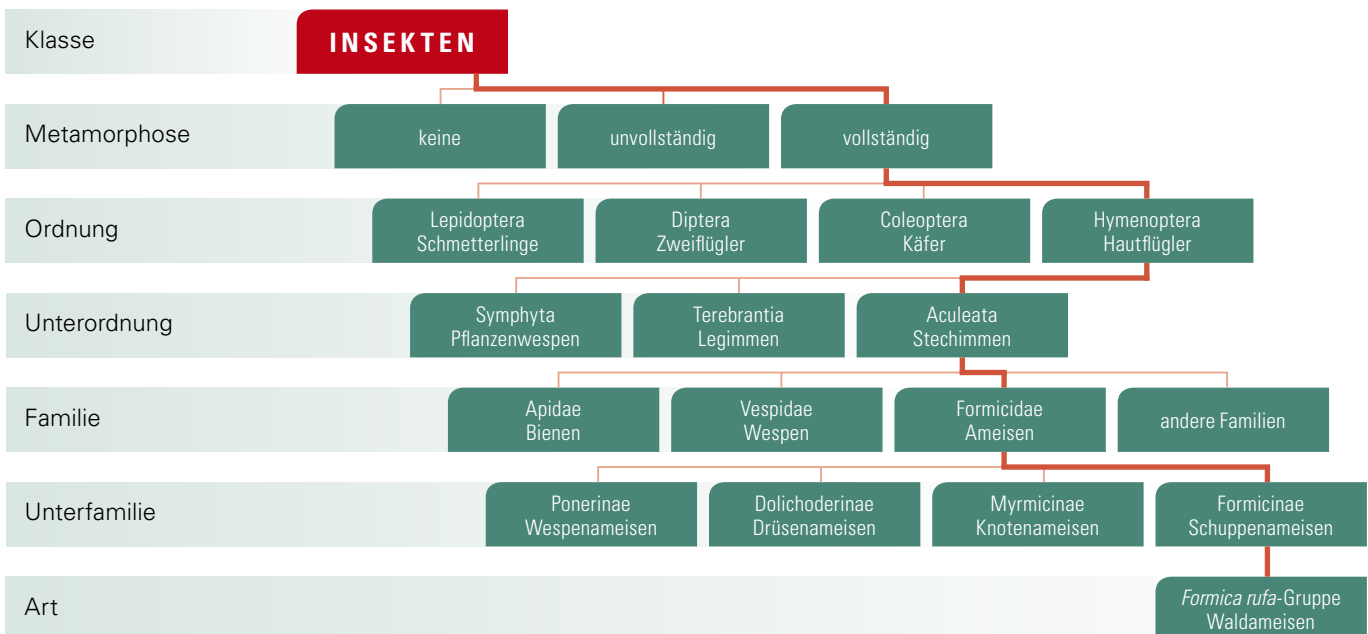 Klasse
INSEKTEN
Metamorphose
keine
unvollständig
vollständig
Ordnung
Lepidoptera
Schmetterlinge
Diptera
Zweiflügler
Coleoptera
Käfer
Hymenoptera
Hautflügler
Unterordnung
Symphyta
Pflanzenwespen
Terebrantia
Legimmen
Aculeata
Stechimmen
Familie
Apidae
Bienen
Vespidae
Wespen
Formicidae
Ameisen
andere Familien
Unterfamilie
Ponerinae
Wespenameisen
Dolichoderinae
Drüsenameisen
Myrmicinae
Knotenameisen
Formicinae
Schuppenameisen
Art
Formica rufa-Gruppe
Waldameisen